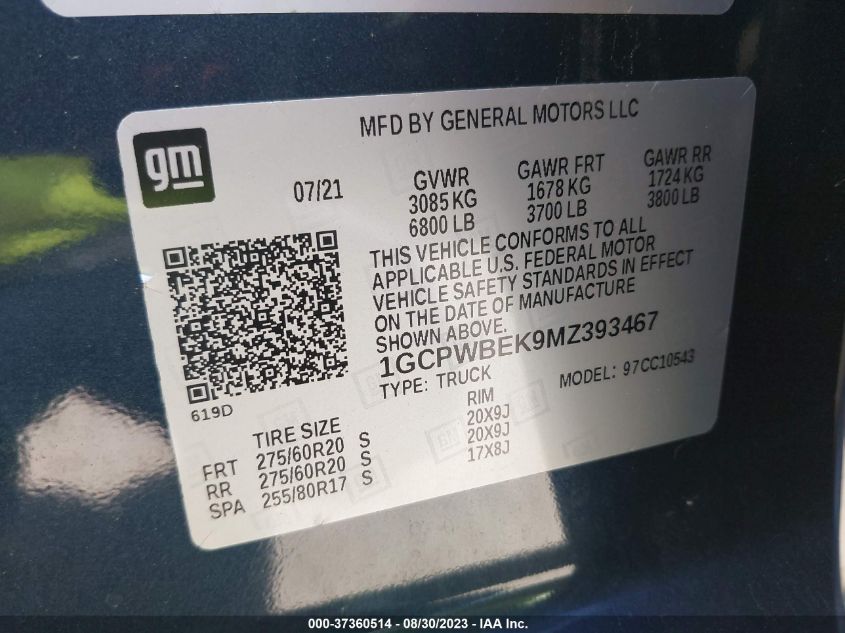 MFD BY GENERAL MOTORS LLC
gm
07/21
GVWR GAWR FRT GAWR RR
3085 KG 1678 KG 1724 KG
6800 LB 3700 LB 3800 LB
THIS VEHICLE CONFORMS TO ALL
APPLICABLE U.S. FEDERAL MOTOR
VEHICLE SAFETY STANDARDS IN EFFECT
ON THE DATE OF MANUFACTURE
SHOWN ABOVE.
1GCPWBEK9MZ393467
TYPE: TRUCK MODEL: 97CC10543
619D
TIRE SIZE RIM
FRT 275/60R20 S 20X9J
RR 275/60R20 S 20X9J
SPA 255/80R17 S 17X8J
000-37360514 - 08/30/2023 - IAA Inc.